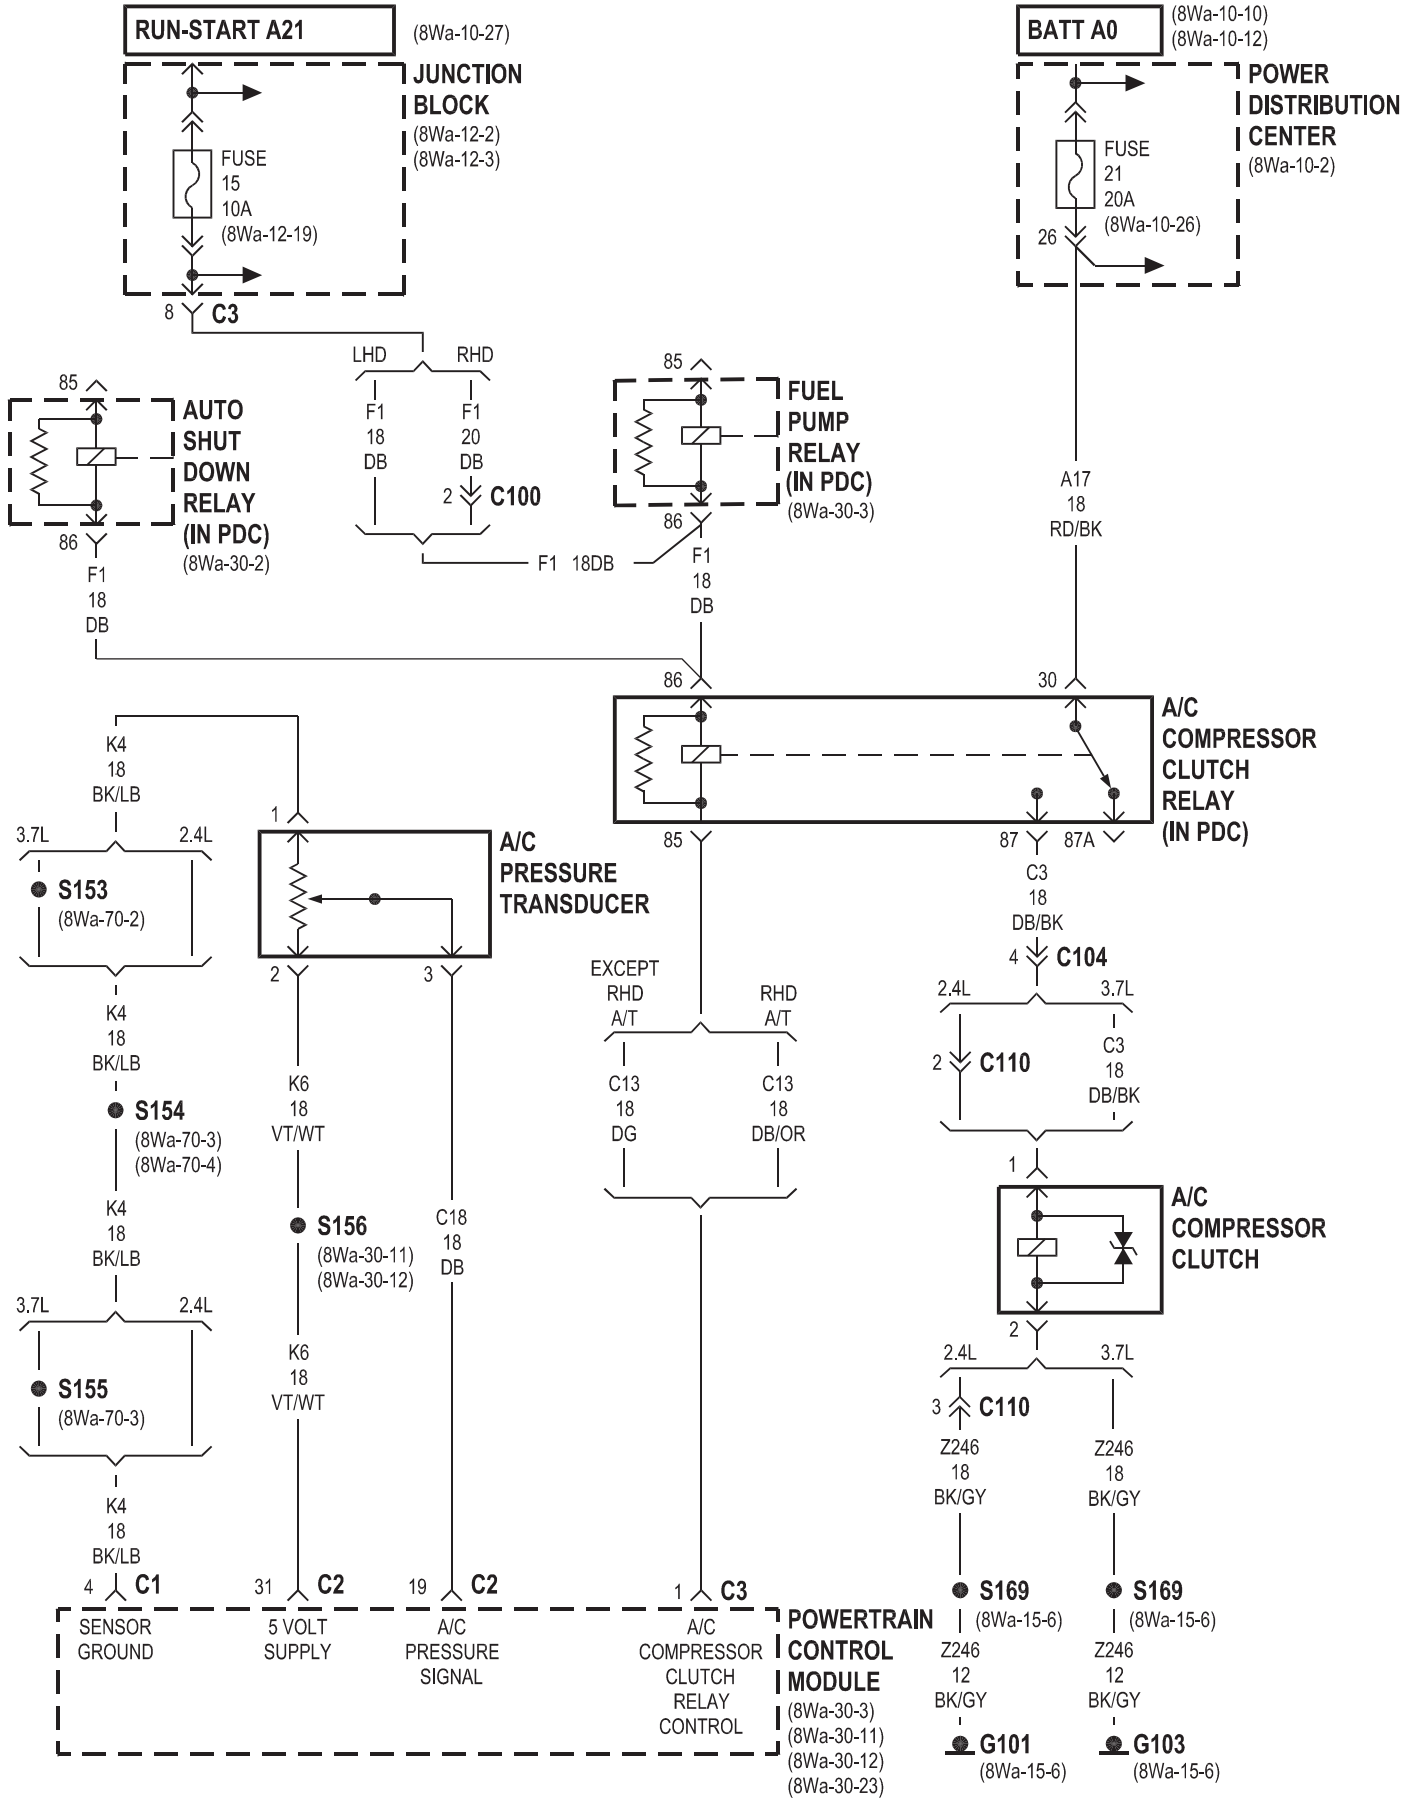 RUN-START A21
(8Wa-10-27)
JUNCTION
BLOCK
(8Wa-12-2)
(8Wa-12-3)
FUSE
15
10A
(8Wa-12-19)
8
C3
BATT A0
(8Wa-10-10)
(8Wa-10-12)
POWER
DISTRIBUTION
CENTER
(8Wa-10-2)
FUSE
21
20A
(8Wa-10-26)
26
LHD
RHD
F1
18
DB
F1
20
DB
2
C100
85
AUTO
SHUT
DOWN
RELAY
(IN PDC)
(8Wa-30-2)
86
F1
18
DB
85
FUEL
PUMP
RELAY
(IN PDC)
(8Wa-30-3)
86
F1 18DB
F1
18
DB
A17
18
RD/BK
86
30
A/C
COMPRESSOR
CLUTCH
RELAY
(IN PDC)
85
87
87A
K4
18
BK/LB
3.7L
2.4L
S153
(8Wa-70-2)
K4
18
BK/LB
S154
(8Wa-70-3)
(8Wa-70-4)
K4
18
BK/LB
3.7L
2.4L
S155
(8Wa-70-3)
K4
18
BK/LB
4
C1
1
A/C
PRESSURE
TRANSDUCER
2
3
K6
18
VT/WT
S156
(8Wa-30-11)
(8Wa-30-12)
K6
18
VT/WT
31
C2
C18
18
DB
19
C2
EXCEPT
RHD
A/T
RHD
A/T
C13
18
DG
C13
18
DB/OR
1
C3
C3
18
DB/BK
4
C104
2.4L
3.7L
2
C110
C3
18
DB/BK
1
A/C
COMPRESSOR
CLUTCH
2
2.4L
3.7L
3
C110
Z246
18
BK/GY
Z246
18
BK/GY
S169
(8Wa-15-6)
S169
(8Wa-15-6)
Z246
12
BK/GY
Z246
12
BK/GY
G101
(8Wa-15-6)
G103
(8Wa-15-6)
SENSOR
GROUND
5 VOLT
SUPPLY
A/C
PRESSURE
SIGNAL
A/C
COMPRESSOR
CLUTCH
RELAY
CONTROL
POWERTRAIN
CONTROL
MODULE
(8Wa-30-3)
(8Wa-30-11)
(8Wa-30-12)
(8Wa-30-23)